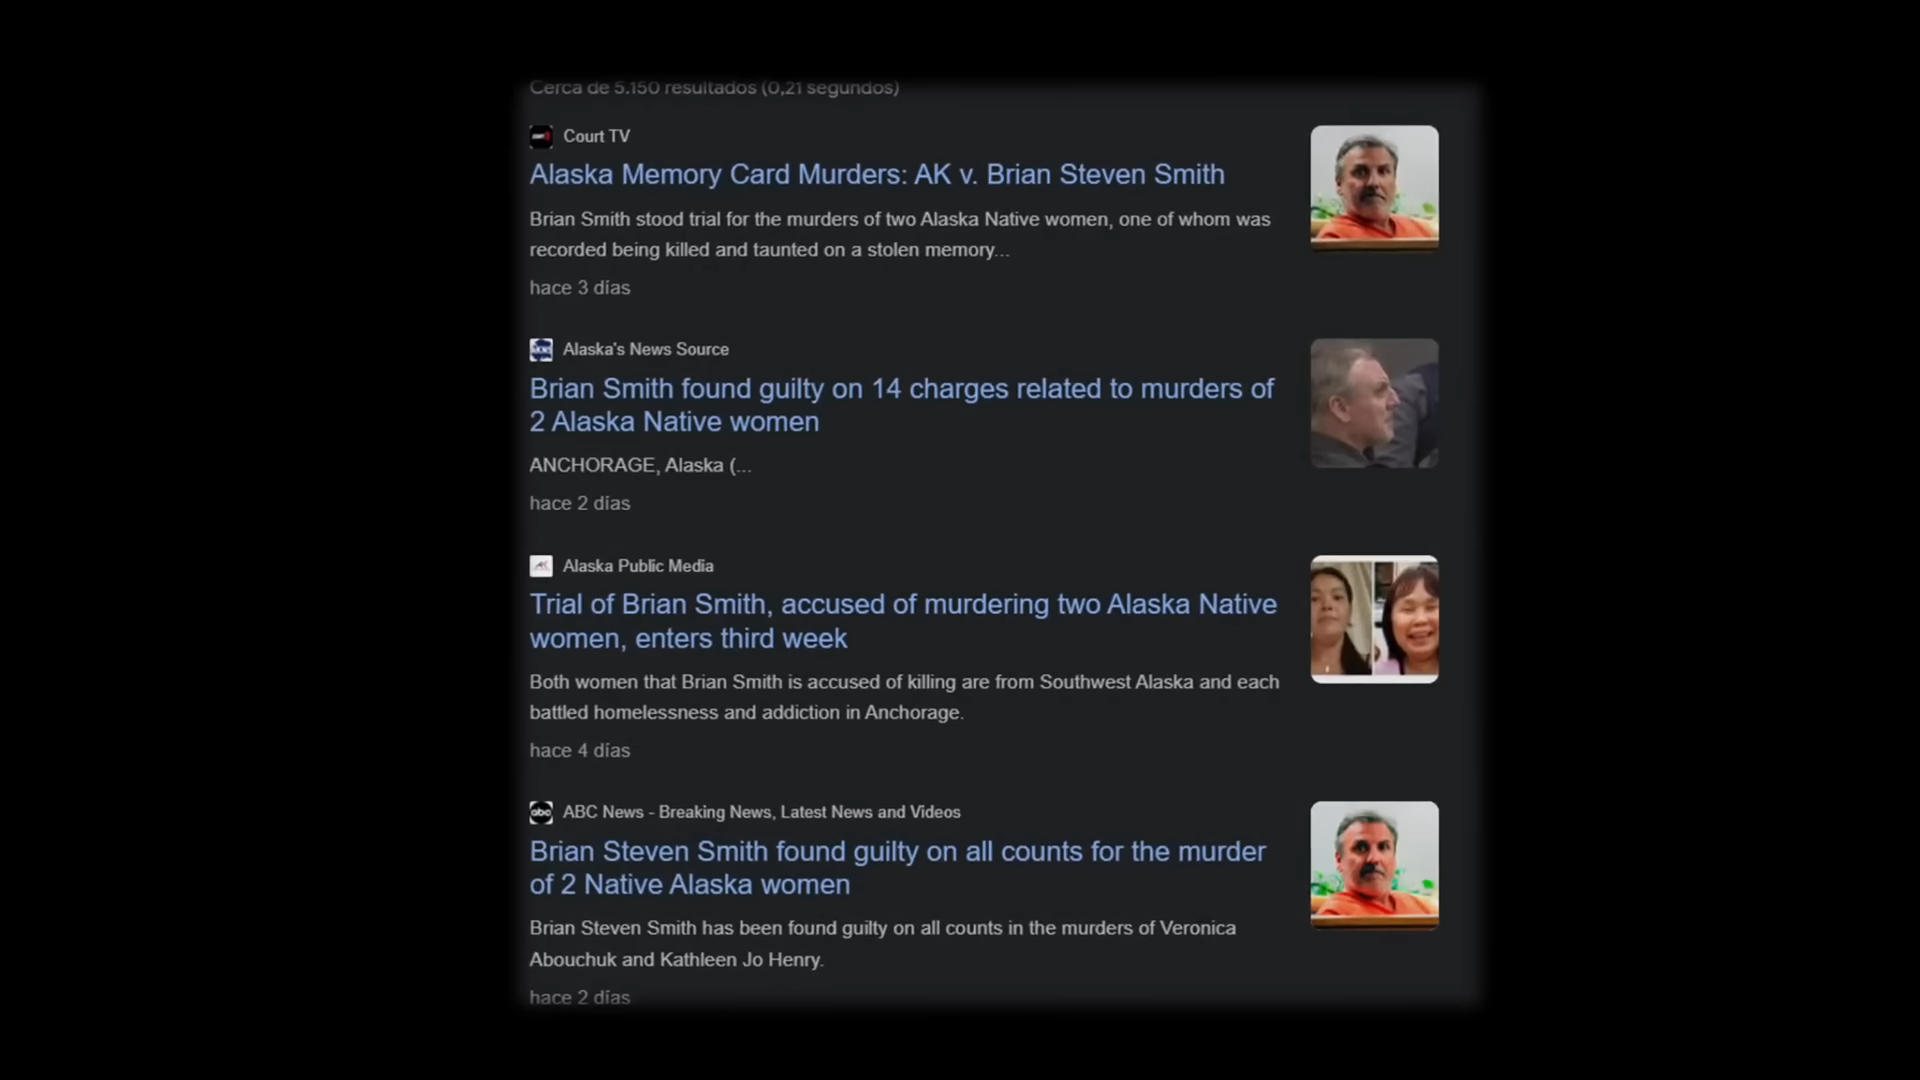 Cerca de 5.150 resultados (0,21 segundos)
Court TV
Alaska Memory Card Murders: AK v. Brian Steven Smith
Brian Smith stood trial for the murders of two Alaska Native women, one of whom was
recorded being killed and taunted on a stolen memory...
hace 3 días
Alaska's News Source
Brian Smith found guilty on 14 charges related to murders of
2 Alaska Native women
ANCHORAGE, Alaska (...
hace 2 días
Alaska Public Media
Trial of Brian Smith, accused of murdering two Alaska Native
women, enters third week
Both women that Brian Smith is accused of killing are from Southwest Alaska and each
battled homelessness and addiction in Anchorage.
hace 4 días
abc ABC News - Breaking News, Latest News and Videos
Brian Steven Smith found guilty on all counts for the murder
of 2 Native Alaska women
Brian Steven Smith has been found guilty on all counts in the murders of Veronica
Abouchuk and Kathleen Jo Henry.
hace 2 días